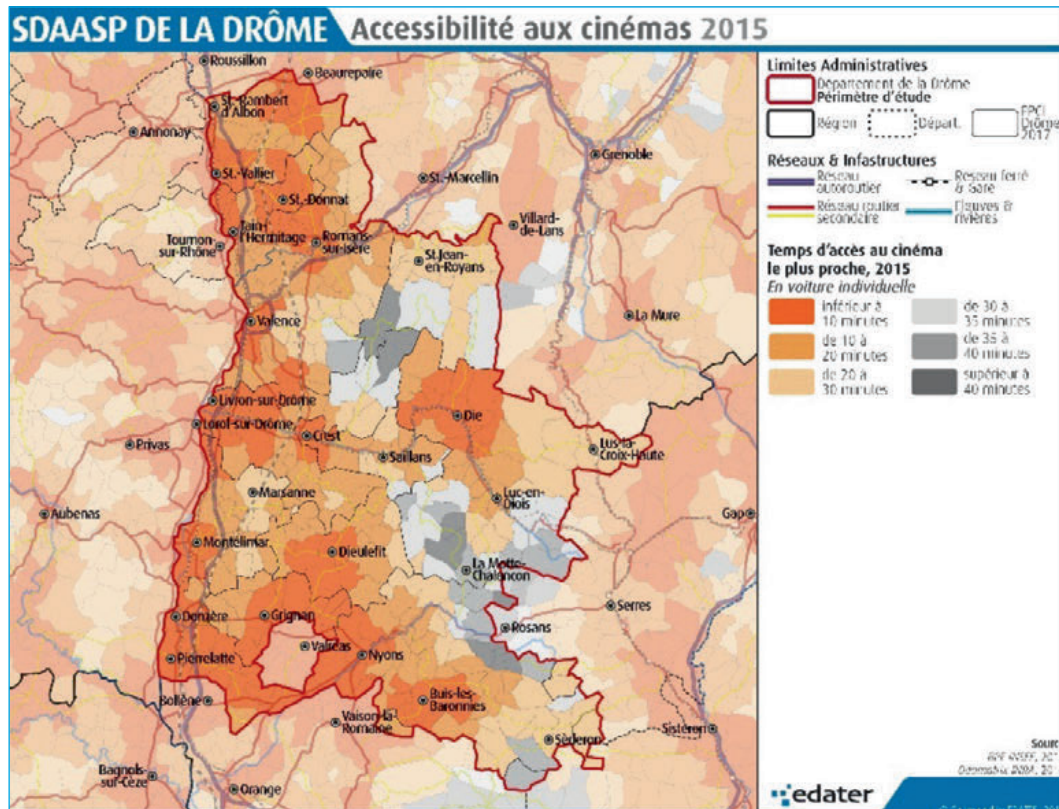 SDAASP DE LA DRÔME Accessibilité aux cinémas 2015
Limites Administratives
Département de la Drôme
Périmètre d'étude
Région
Départ.
EPCI
Drôme
2017
Réseaux & Infastructures
Réseau
autoroutier
Réseau ferré
& Gare
Réseau routier
secondaire
Fleuves &
rivières
Temps d'accès au cinéma
le plus proche, 2015
En voiture individuelle
inférieur à
10 minutes
de 30 à
35 minutes
de 10 à
20 minutes
de 35 à
40 minutes
de 20 à
30 minutes
supérieur à
40 minutes
Roussillon
Beaurepaire
St.-Rambert
d'Albon
Annonay
Grenoble
St.-Vallier
St.-Marcellin
St.-Donnat
Villard-
de-Lans
Tain-
l'Hermitage
Tournon-
sur-Rhône
Romans-
sur-Isère
St.Jean-
en-Royans
Valence
La Mure
Livron-sur-Drôme
Die
Loriol-sur-Drôme
Crest
Privas
Saillans
Lus-la-
Croix-Haute
Marsanne
Luc-en-
Diois
Aubenas
Gap
Montélimar
Dieulefit
La Motte-
Chalancon
Donzère
Grignan
Serres
Rosans
Valréas
Pierrelatte
Nyons
Bollène
Buis-les-
Baronnies
Vaison-la-
Romaine
Séderon
Sistéron
Bagnols-
sur-Cèze
Orange
Sourc
edater